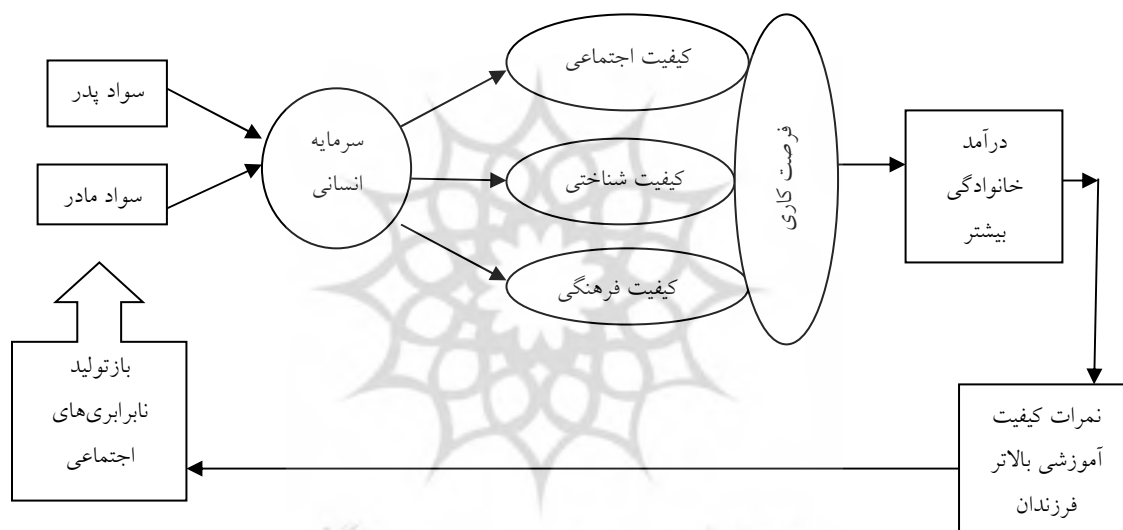 سواد پدر
سواد مادر
سرمایه
انسانی
کیفیت اجتماعی
کیفیت شناختی
کیفیت فرهنگی
فرصت کاری
درآمد
خانوادگی
بیشتر
نمرات کیفیت
آموزشی بالاتر
فرزندان
بازتولید
نابرابری‌های
اجتماعی